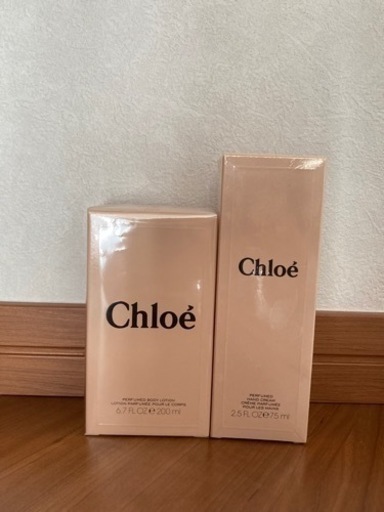 Chloé
PERFUMED BODY LOTION
LOTION PARFUMÉE POUR LE CORPS
6.7 FL.OZ℮200 ml
Chloé
PERFUMED
HAND CREAM
CRÈME PARFUMÉE
POUR LES MAINS
2.5 FL.OZ℮75 ml